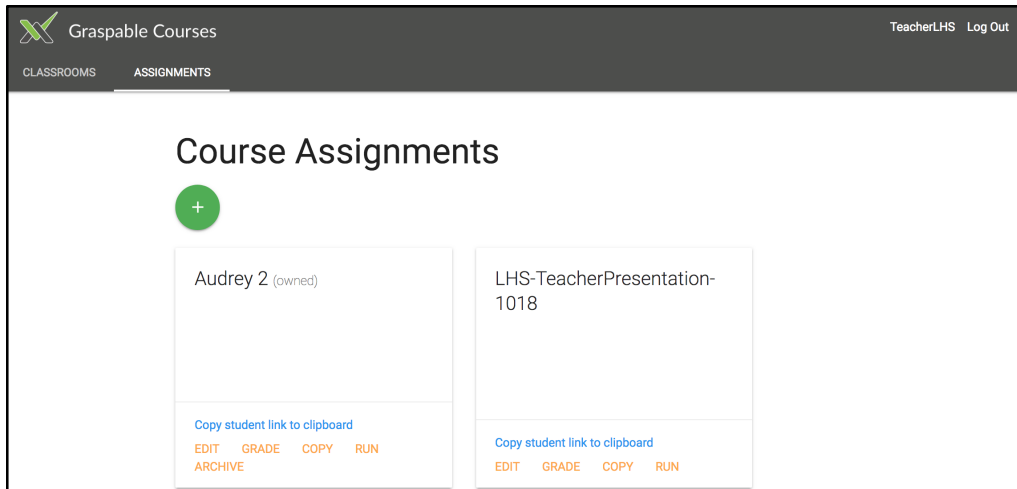 Graspable Courses
TeacherLHS Log Out
CLASSROOMS ASSIGNMENTS
Course Assignments
+
Audrey 2 (owned)
Copy student link to clipboard
EDIT GRADE COPY RUN
ARCHIVE
LHS-TeacherPresentation-
1018
Copy student link to clipboard
EDIT GRADE COPY RUN